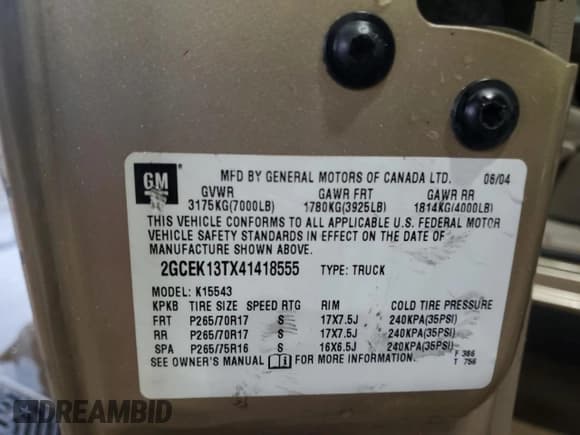 GM
MFD BY GENERAL MOTORS OF CANADA LTD. 06/04
GVWR GAWR FRT GAWR RR
3175KG(7000LB) 1780KG(3925LB) 1814KG(4000LB)
THIS VEHICLE CONFORMS TO ALL APPLICABLE U.S. FEDERAL MOTOR
VEHICLE SAFETY STANDARDS IN EFFECT ON THE DATE OF
MANUFACTURE SHOWN ABOVE.
2GCEK13TX41418555 TYPE: TRUCK
MODEL: K15543
KPKB TIRE SIZE SPEED RTG RIM COLD TIRE PRESSURE
FRT P265/70R17 S 17X7.5J 240KPA(35PSI)
RR P265/70R17 S 17X7.5J 240KPA(35PSI)
SPA P265/75R16 S 16X6.5J 240KPA(35PSI)
SEE OWNER'S MANUAL FOR MORE INFORMATION.
F 386
T 756
DREAMBID